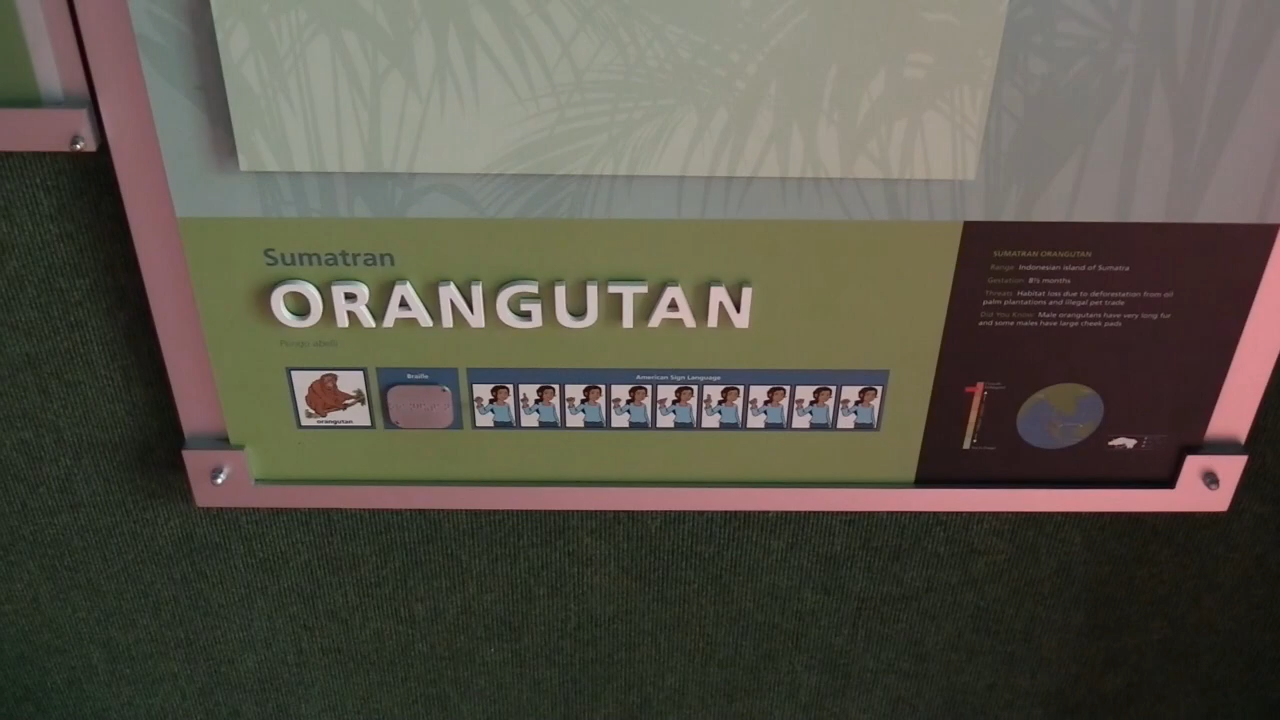 Sumatran
ORANGUTAN
Pongo abelii
orangutan
Braille
American Sign Language
SUMATRAN ORANGUTAN
Range: Indonesian island of Sumatra
Gestation: 8½ months
Threats: Habitat loss due to deforestation from oil
palm plantations and illegal pet trade
Did You Know: Male orangutans have very long fur
and some males have large cheek pads